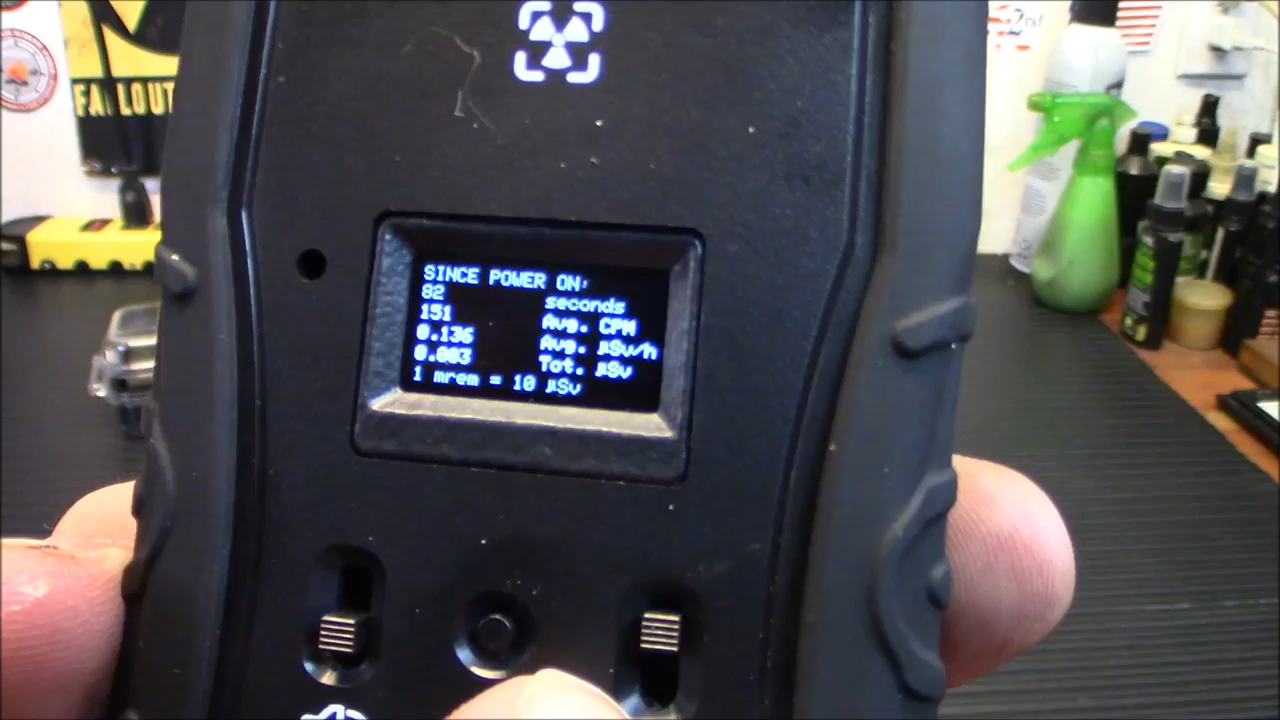 FALLOUT
2nd
SINCE POWER ON:
82 seconds
151 Avg. CPM
0.136 Avg. µSv/h
0.003 Tot. µSv
1 mrem = 10 µSv